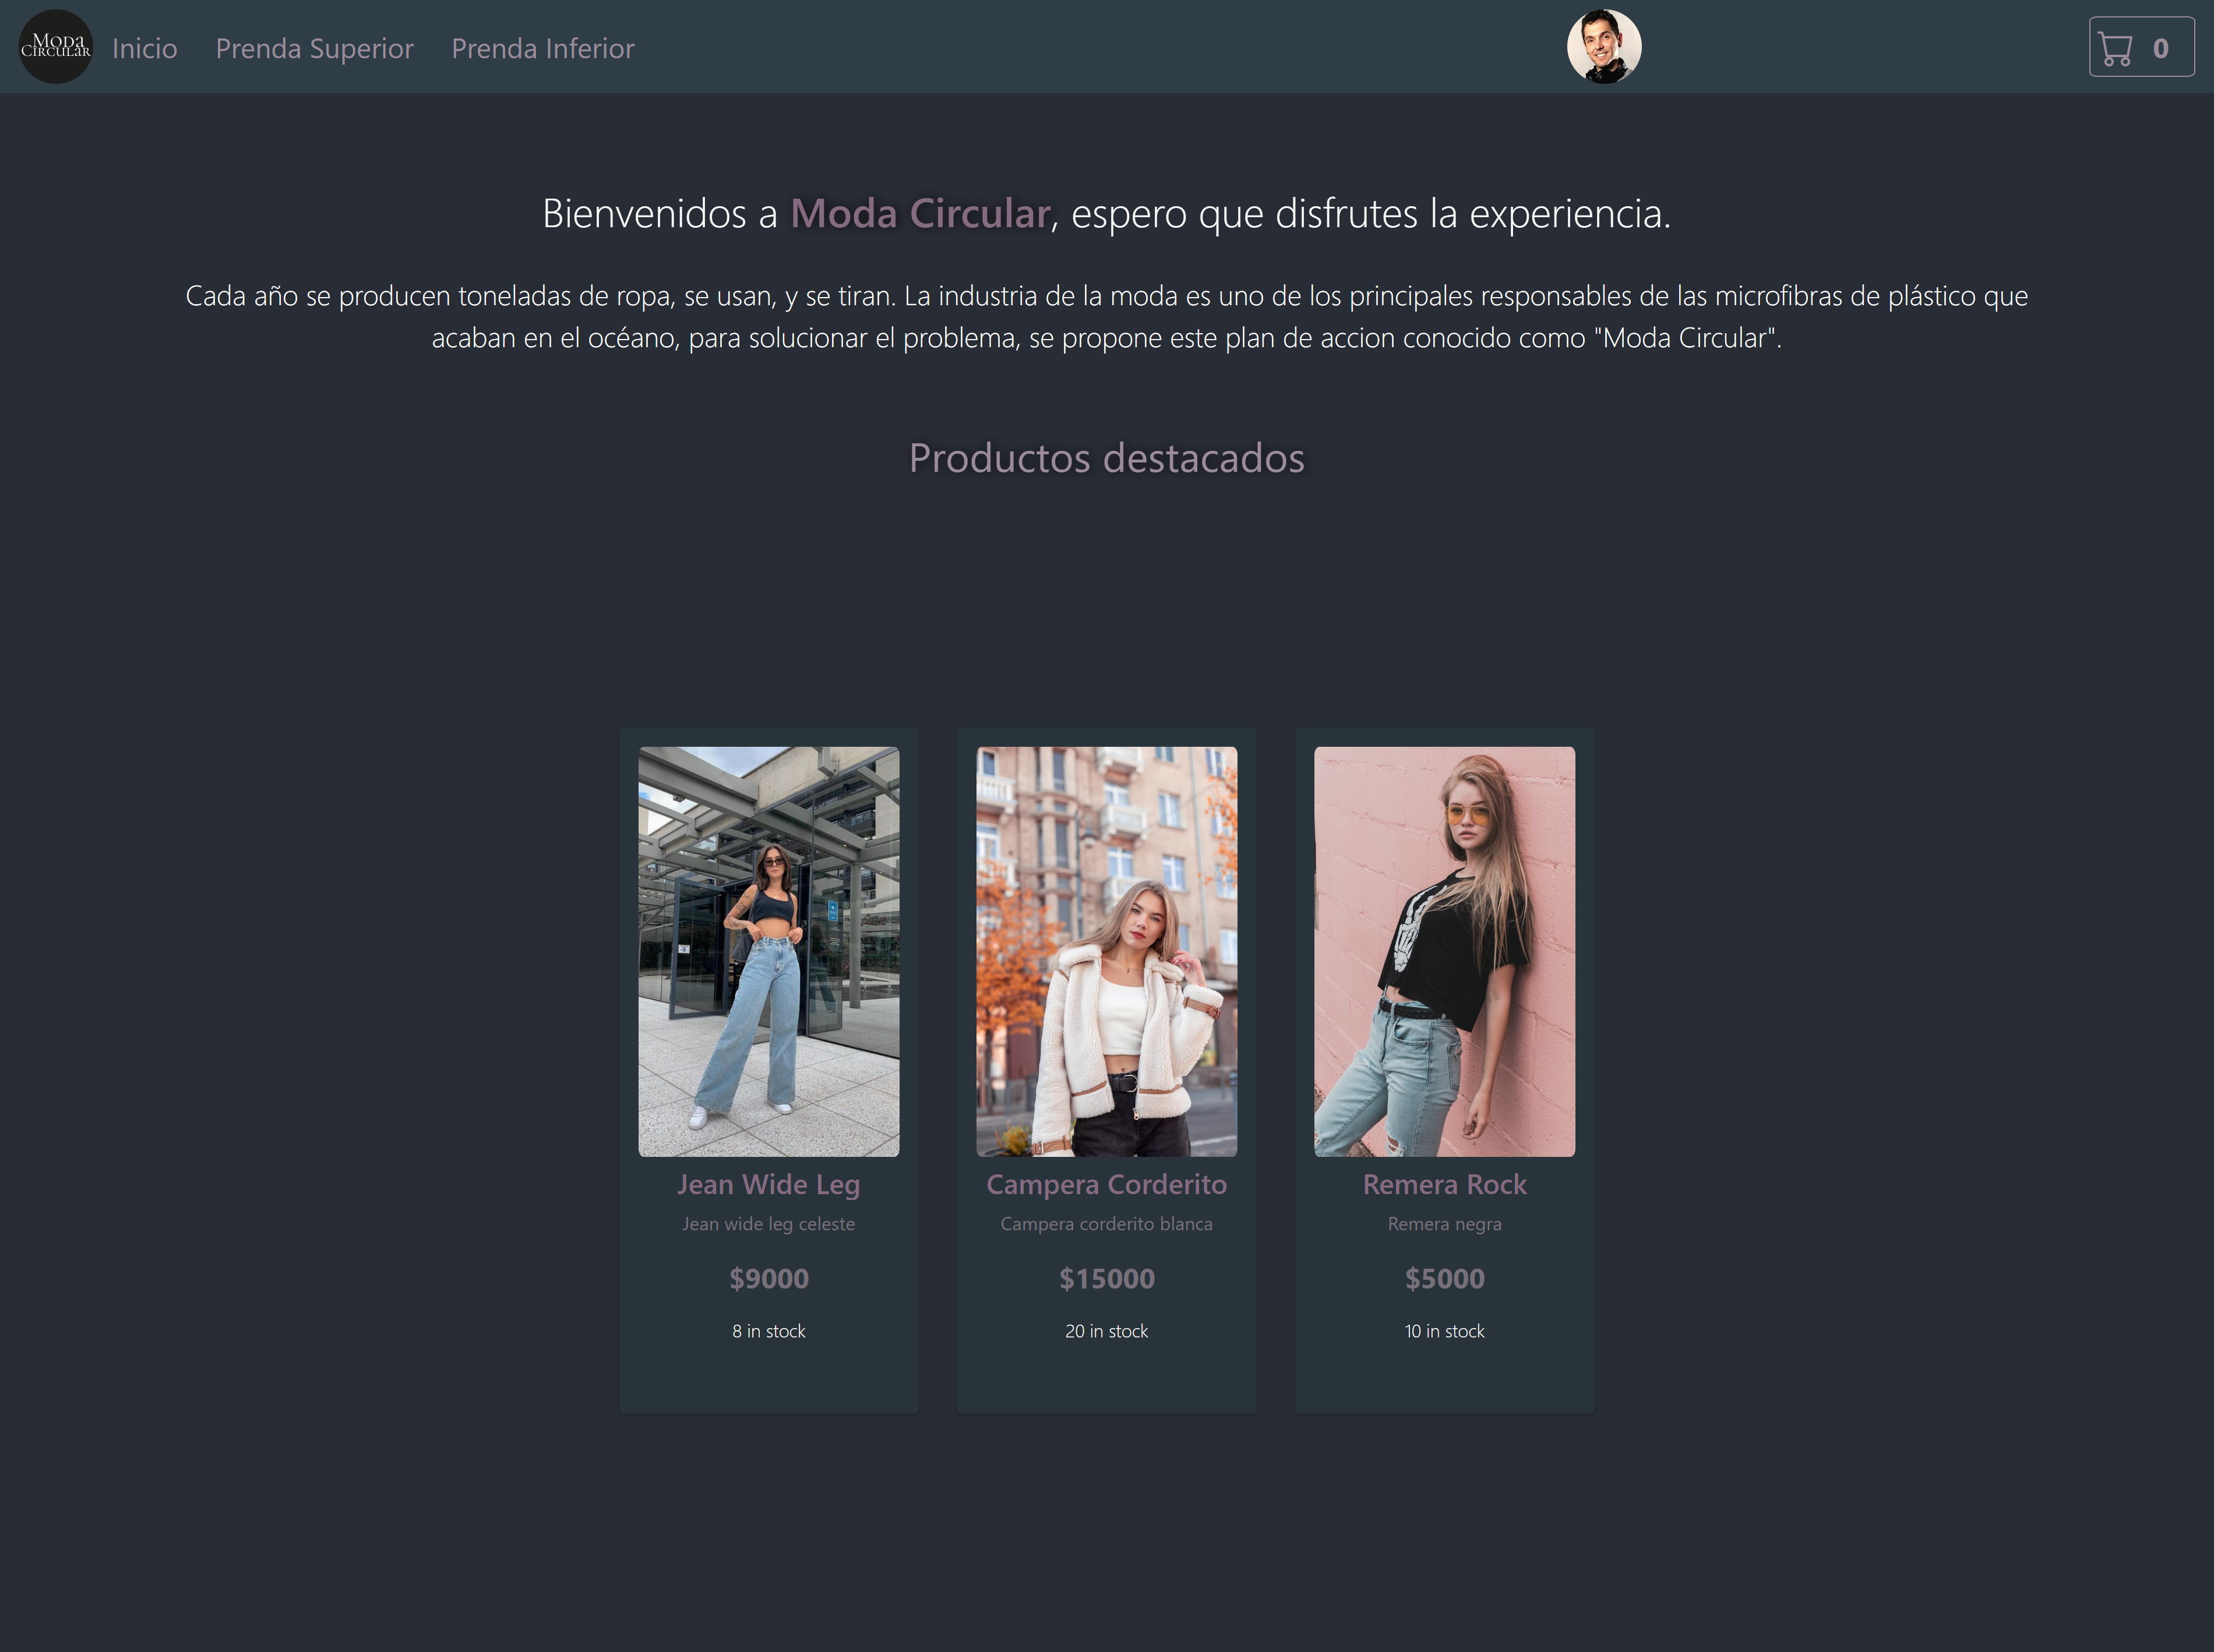 Moda Circular
Inicio
Prenda Superior
Prenda Inferior
0
Bienvenidos a Moda Circular, espero que disfrutes la experiencia.
Cada año se producen toneladas de ropa, se usan, y se tiran. La industria de la moda es uno de los principales responsables de las microfibras de plástico que
acaban en el océano, para solucionar el problema, se propone este plan de accion conocido como "Moda Circular".
Productos destacados
Jean Wide Leg
Jean wide leg celeste
$9000
8 in stock
Campera Corderito
Campera corderito blanca
$15000
20 in stock
Remera Rock
Remera negra
$5000
10 in stock